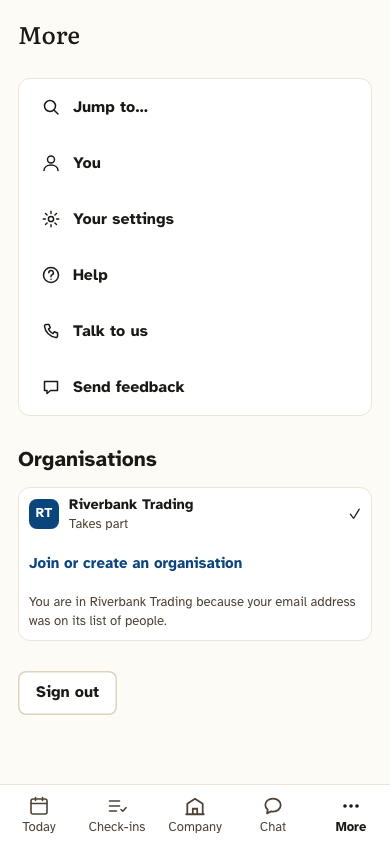 More
Jump to...
You
Your settings
Help
Talk to us
Send feedback
Organisations
RT
Riverbank Trading
Takes part
Join or create an organisation
You are in Riverbank Trading because your email address
was on its list of people.
Sign out
Today
Check-ins
Company
Chat
More